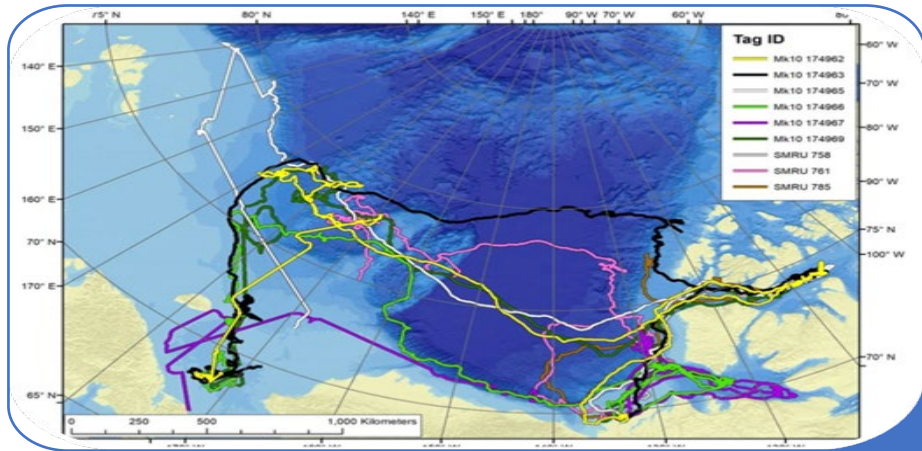 75° N 80° N 140° E 150° E 180° 90° W 70° W 60° W
140° E
150° E
160° E
70° N
170° E
65° N
60° W
70° W
80° W
90° W
75° N
100° W
70° N
Tag ID
Mk10 174962
Mk10 174963
Mk10 174965
Mk10 174966
Mk10 174967
Mk10 174969
SMRU 758
SMRU 761
SMRU 785
0 250 500 1,000 Kilometers